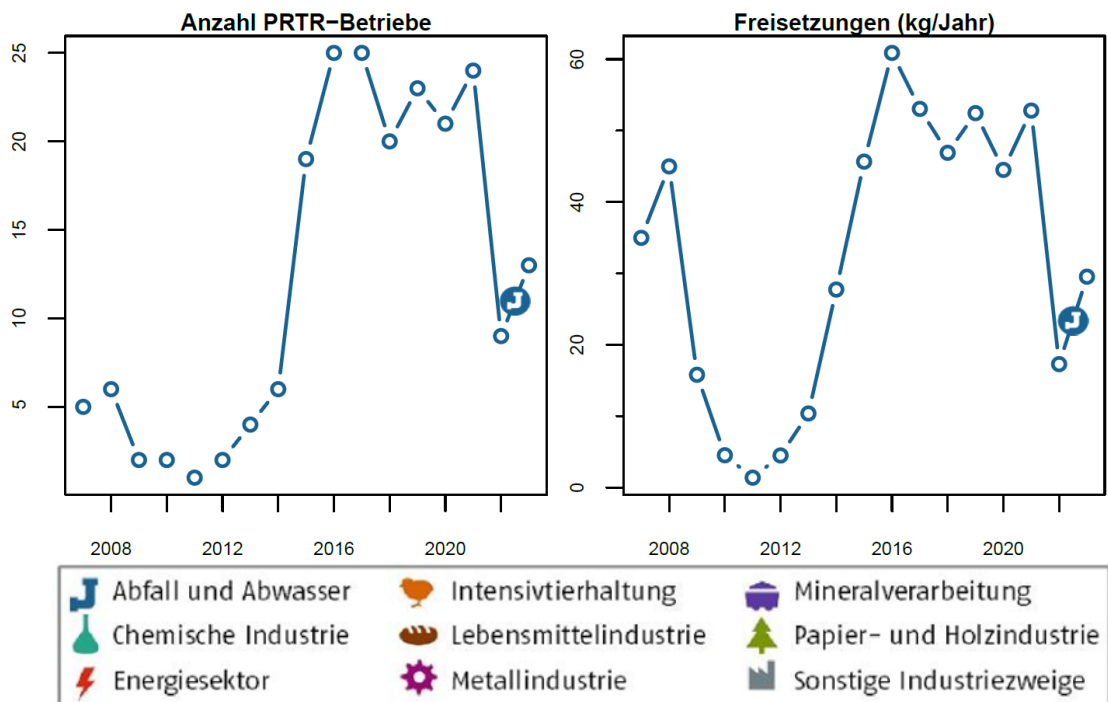 Anzahl PRTR−Betriebe
25
20
15
10
5
2008 2012 2016 2020
Freisetzungen (kg/Jahr)
60
40
20
0
2008 2012 2016 2020
Abfall und Abwasser
Intensivtierhaltung
Mineralverarbeitung
Chemische Industrie
Lebensmittelindustrie
Papier- und Holzindustrie
Energiesektor
Metallindustrie
Sonstige Industriezweige